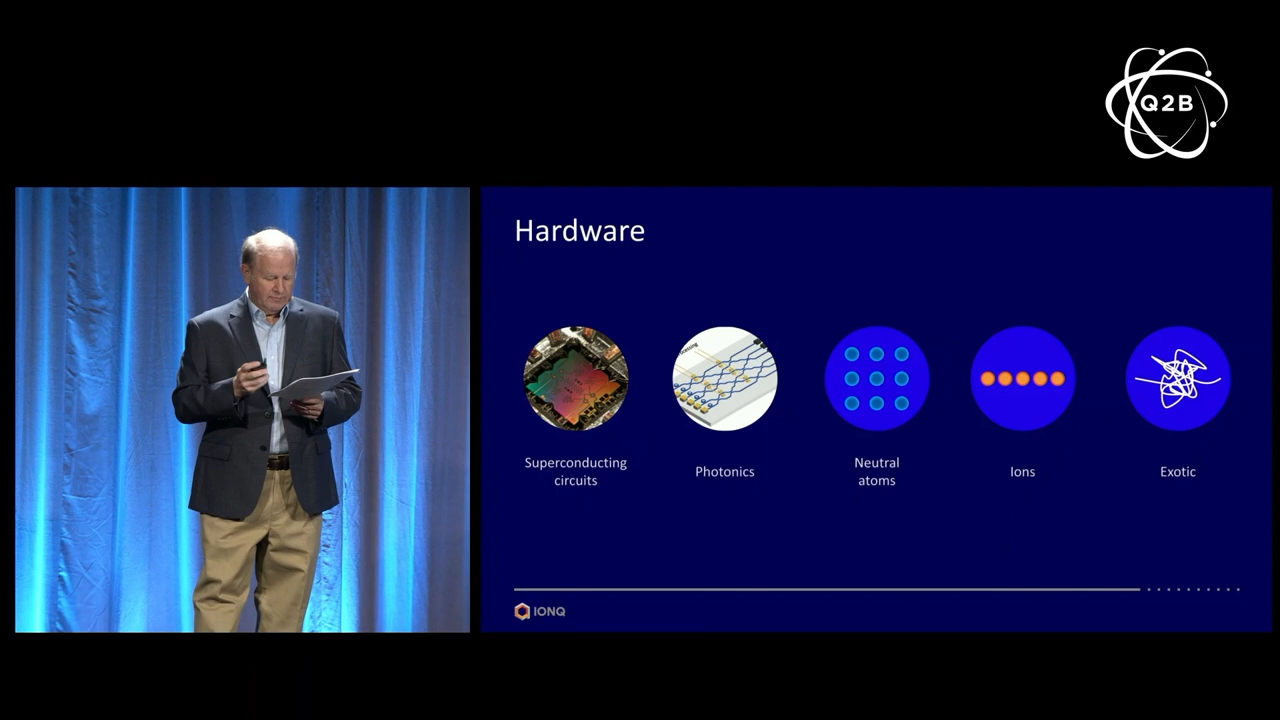 Q2B
Hardware
Superconducting
circuits
Photonics
Neutral
atoms
Ions
Exotic
IONQ